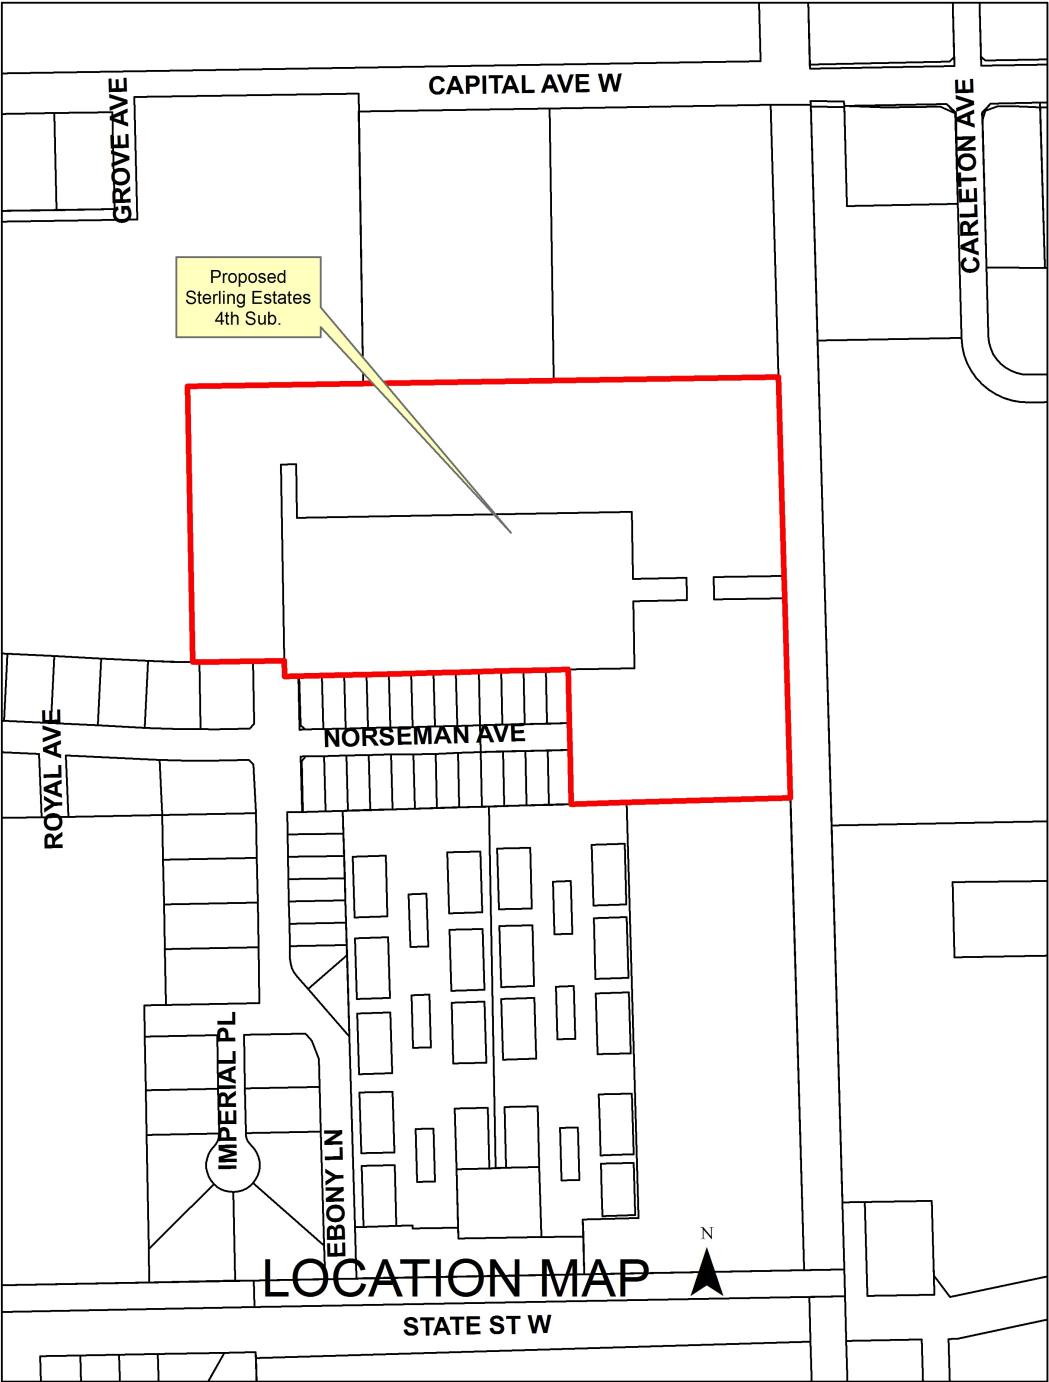 CAPITAL AVE W
GROVE AVE
CARLETON AVE
Proposed
Sterling Estates
4th Sub.
NORSEMAN AVE
ROYAL AVE
IMPERIAL PL
EBONY LN
N
LOCATION MAP
STATE ST W